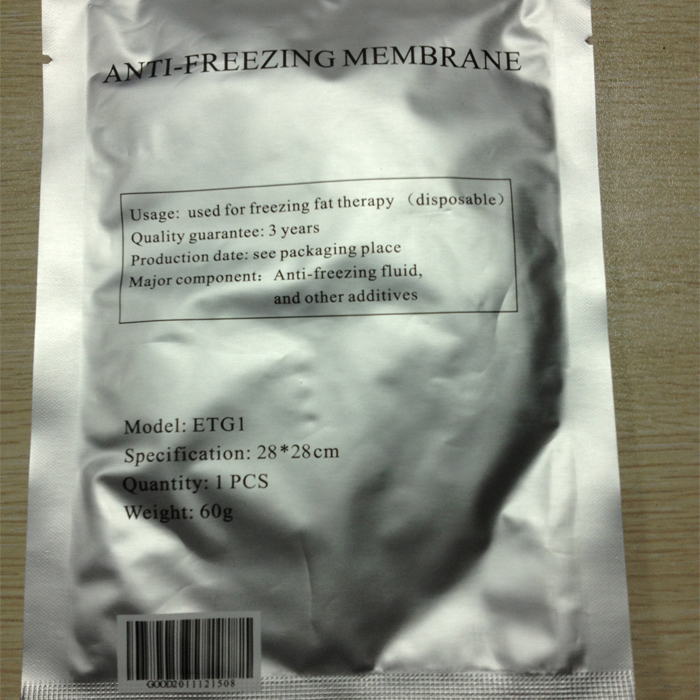 ANTI-FREEZING MEMBRANE
Usage: used for freezing fat therapy （disposable）
Quality guarantee: 3 years
Production date: see packaging place
Major component: Anti-freezing fluid,
and other additives
Model: ETG1
Specification: 28*28cm
Quantity: 1 PCS
Weight: 60g
GOOD2011121508